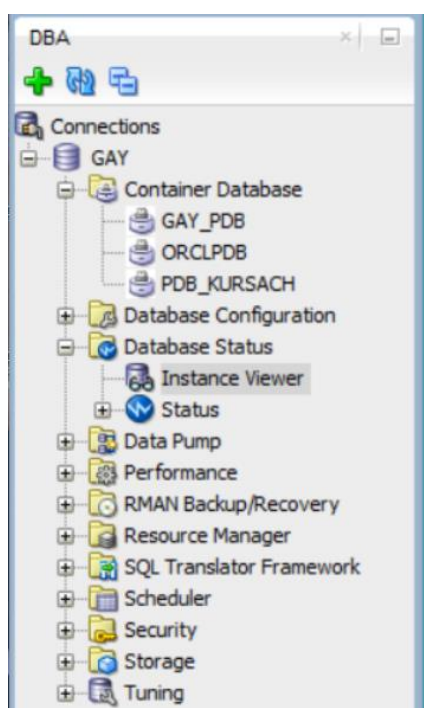 DBA
Connections
GAY
Container Database
GAY_PDB
ORCLPDB
PDB_KURSACH
Database Configuration
Database Status
Instance Viewer
Status
Data Pump
Performance
RMAN Backup/Recovery
Resource Manager
SQL Translator Framework
Scheduler
Security
Storage
Tuning